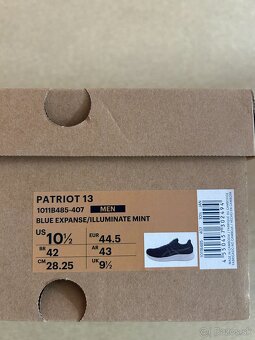 PATRIOT 13
1011B485-407 MEN
BLUE EXPANSE/ILLUMINATE MINT
US 10½ EUR 44.5
BR 42 AR 43
CM 28.25 UK 9½